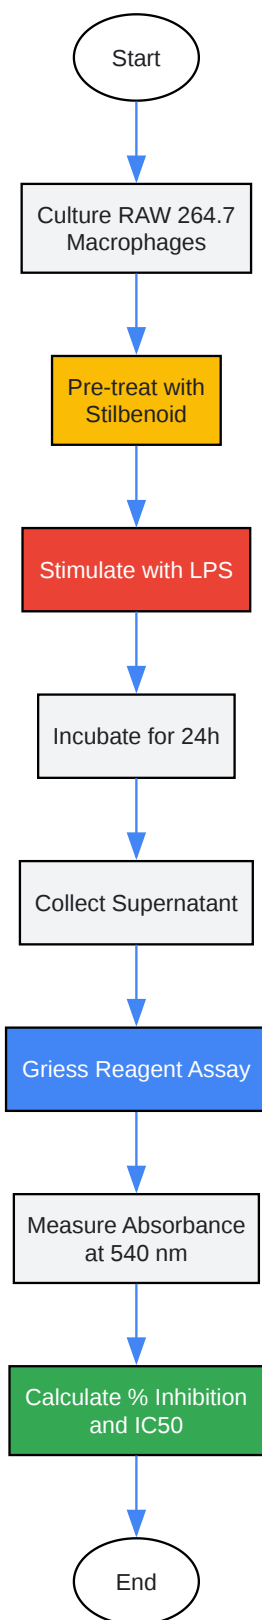 Start
Culture RAW 264.7
Macrophages
Pre-treat with
Stilbenoid
Stimulate with LPS
Incubate for 24h
Collect Supernatant
Griess Reagent Assay
Measure Absorbance
at 540 nm
Calculate % Inhibition
and IC50
End